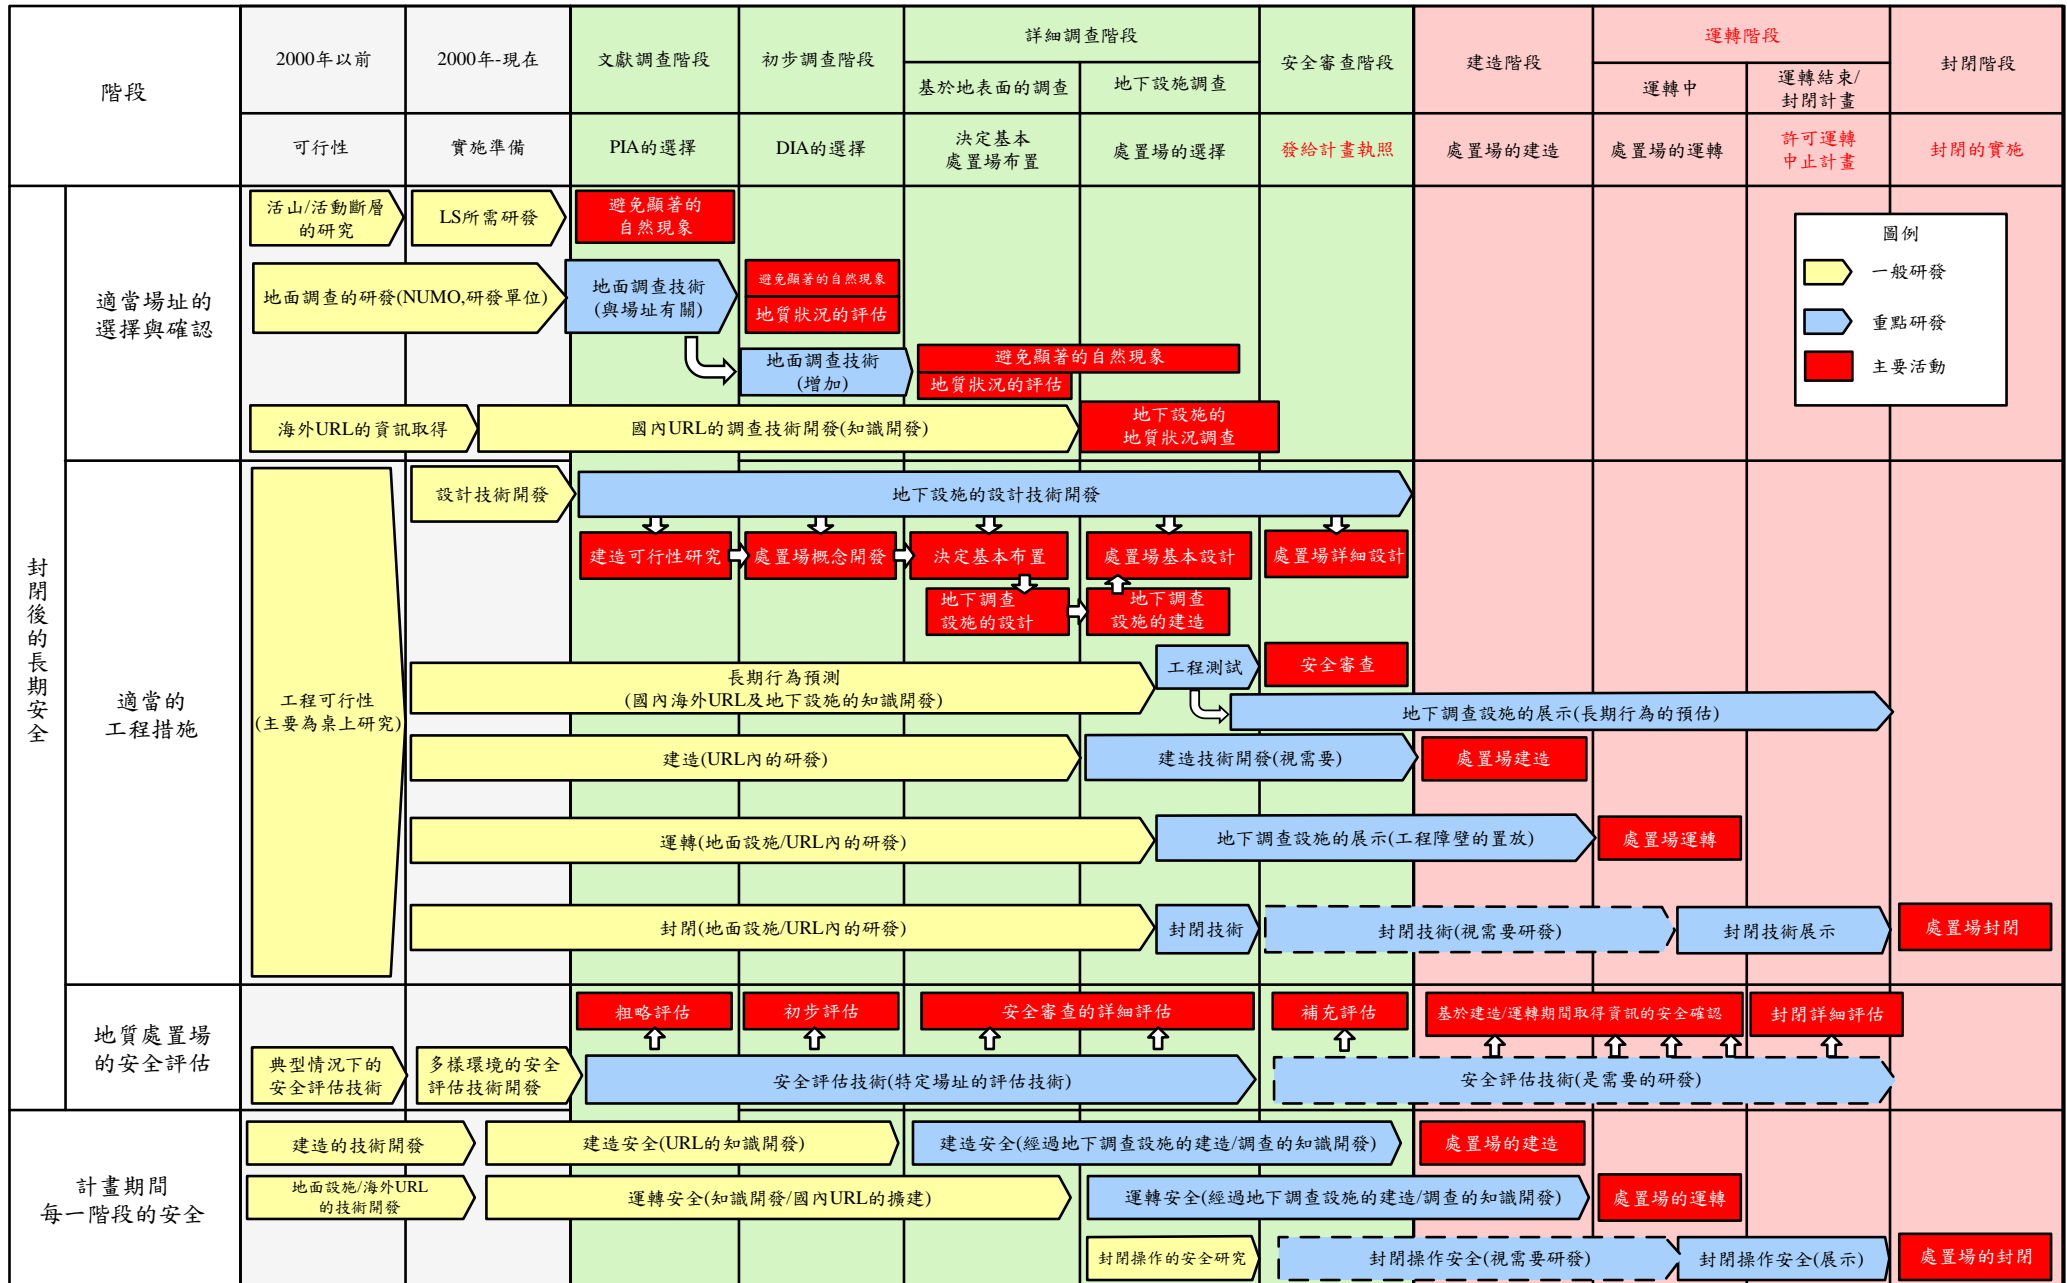 階段
2000年以前
2000年-現在
文獻調查階段
初步調查階段
詳細調查階段
基於地表面的調查
地下設施調查
安全審查階段
建造階段
運轉階段
運轉中
運轉結束/
封閉計畫
封閉階段
可行性
實施準備
PIA的選擇
DIA的選擇
決定基本
處置場布置
處置場的選擇
發給計畫執照
處置場的建造
處置場的運轉
許可運轉
中止計畫
封閉的實施
封閉後的長期安全
適當場址的
選擇與確認
活山/活動斷層
的研究
LS所需研發
避免顯著的
自然現象
圖例
一般研發
重點研發
主要活動
地面調查的研發(NUMO,研發單位)
地面調查技術
(與場址有關)
避免顯著的自然現象
地質狀況的評估
地面調查技術
(增加)
避免顯著的自然現象
地質狀況的評估
海外URL的資訊取得
國內URL的調查技術開發(知識開發)
地下設施的
地質狀況調查
適當的
工程措施
工程可行性
(主要為桌上研究)
設計技術開發
地下設施的設計技術開發
建造可行性研究
處置場概念開發
決定基本布置
處置場基本設計
處置場詳細設計
地下調查
設施的設計
地下調查
設施的建造
長期行為預測
(國內海外URL及地下設施的知識開發)
工程測試
安全審查
地下調查設施的展示(長期行為的預估)
建造(URL內的研發)
建造技術開發(視需要)
處置場建造
運轉(地面設施/URL內的研發)
地下調查設施的展示(工程障壁的置放)
處置場運轉
封閉(地面設施/URL內的研發)
封閉技術
封閉技術(視需要研發)
封閉技術展示
處置場封閉
地質處置場
的安全評估
粗略評估
初步評估
安全審查的詳細評估
補充評估
基於建造/運轉期間取得資訊的安全確認
封閉詳細評估
典型情況下的
安全評估技術
多樣環境的安全
評估技術開發
安全評估技術(特定場址的評估技術)
安全評估技術(是需要的研發)
計畫期間
每一階段的安全
建造的技術開發
建造安全(URL的知識開發)
建造安全(經過地下調查設施的建造/調查的知識開發)
處置場的建造
地面設施/海外URL
的技術開發
運轉安全(知識開發/國內URL的擴建)
運轉安全(經過地下調查設施的建造/調查的知識開發)
處置場的運轉
封閉操作的安全研究
封閉操作安全(視需要研發)
封閉操作安全(展示)
處置場的封閉